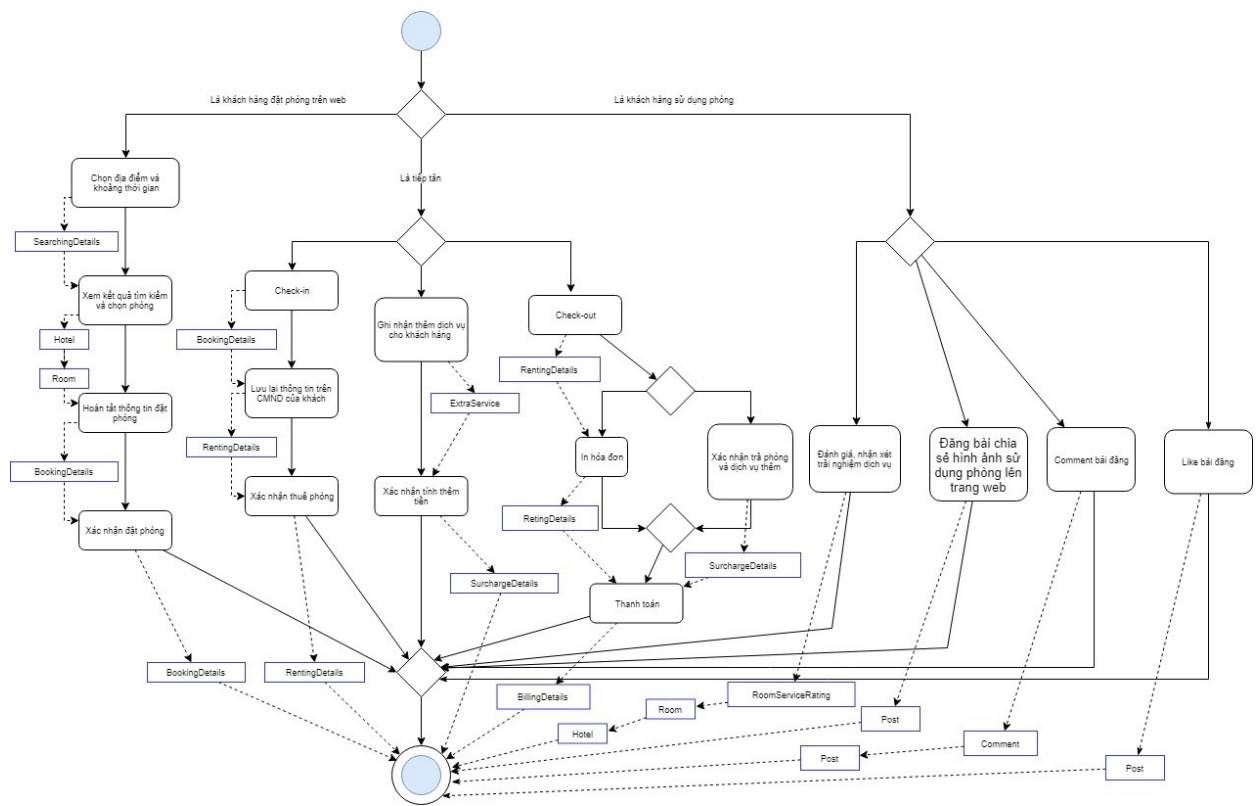 Là khách hàng đặt phòng trên web
Là khách hàng sử dụng phòng
Là tiếp tân
Chọn địa điểm và
khoảng thời gian
SearchingDetails
Xem kết quả tìm kiếm
và chọn phòng
Hotel
Room
Hoàn tất thông tin đặt
phòng
BookingDetails
Xác nhận đặt phòng
BookingDetails
Check-in
BookingDetails
Lưu lại thông tin trên
CMND của khách
RentingDetails
Xác nhận thuê phòng
RentingDetails
Ghi nhận thêm dịch vụ
cho khách hàng
ExtraService
Xác nhận tính thêm
tiền
SurchargeDetails
Check-out
RentingDetails
In hóa đơn
Xác nhận trả phòng
và dịch vụ thêm
RetingDetails
SurchargeDetails
Thanh toán
BillingDetails
Đánh giá, nhận xét
trải nghiệm dịch vụ
Đăng bài chia
sẻ hình ảnh sử
dụng phòng lên
trang web
Comment bài đăng
Like bài đăng
RoomServiceRating
Room
Hotel
Post
Comment
Post
Post